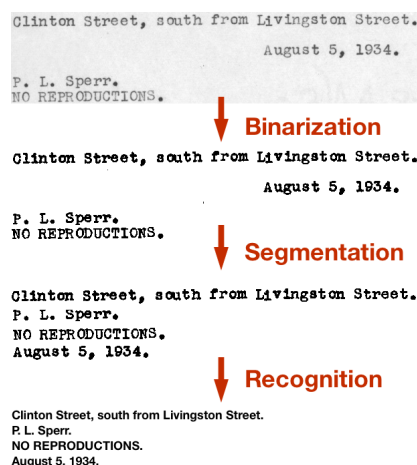 Clinton Street, south from Livingston Street.
August 5, 1934.
P. L. Sperr.
NO REPRODUCTIONS.
Binarization
Clinton Street, south from Livingston Street.
August 5, 1934.
P. L. Sperr.
NO REPRODUCTIONS.
Segmentation
Clinton Street, south from Livingston Street.
P. L. Sperr.
NO REPRODUCTIONS.
August 5, 1934.
Recognition
Clinton Street, south from Livingston Street.
P. L. Sperr.
NO REPRODUCTIONS.
August 5, 1934.